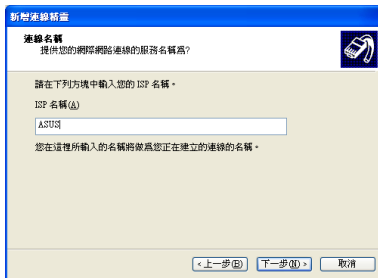 新增連線精靈
連線名稱
提供您的網際網路連線的服務名稱為?
請在下列方塊中輸入您的 ISP 名稱。
ISP 名稱(A)
ASUS
您在這裡所輸入的名稱將做為您正在建立的連線的名稱。
<上一步(B) 下一步(N)> 取消